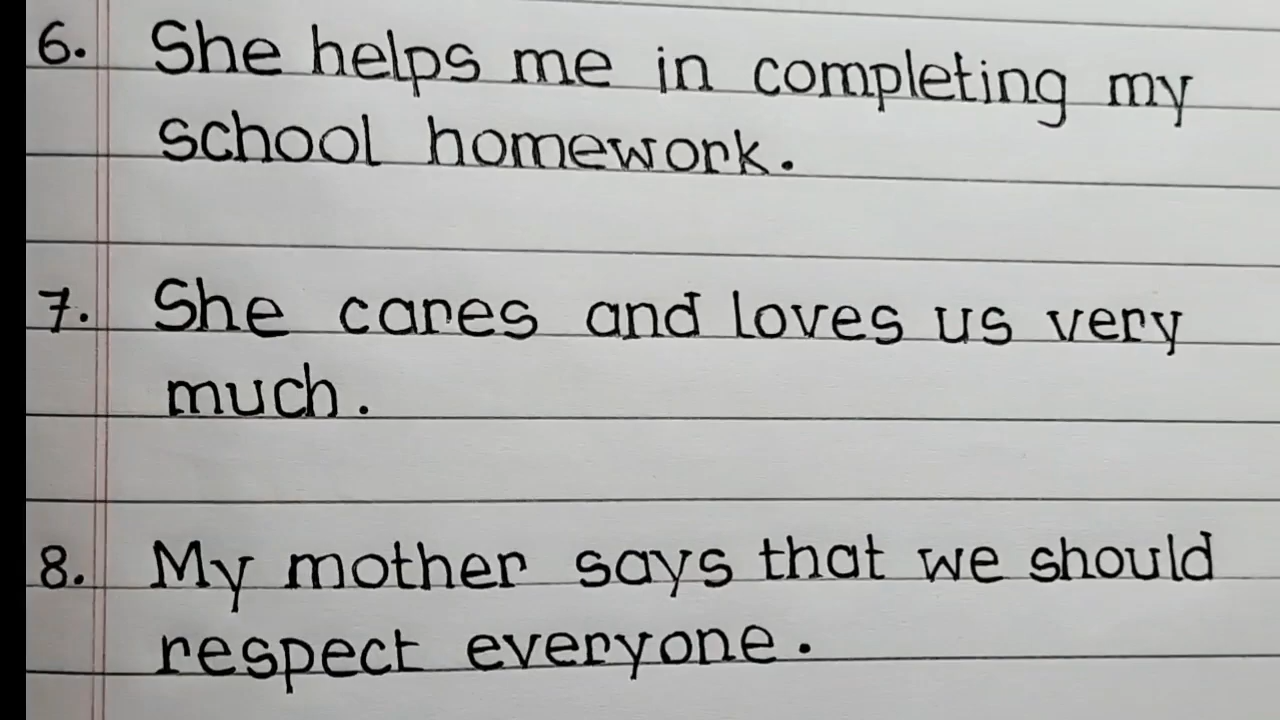 6. She helps me in completing my
school homework.
7. She cares and loves us very
much.
8. My mother says that we should
respect everyone.